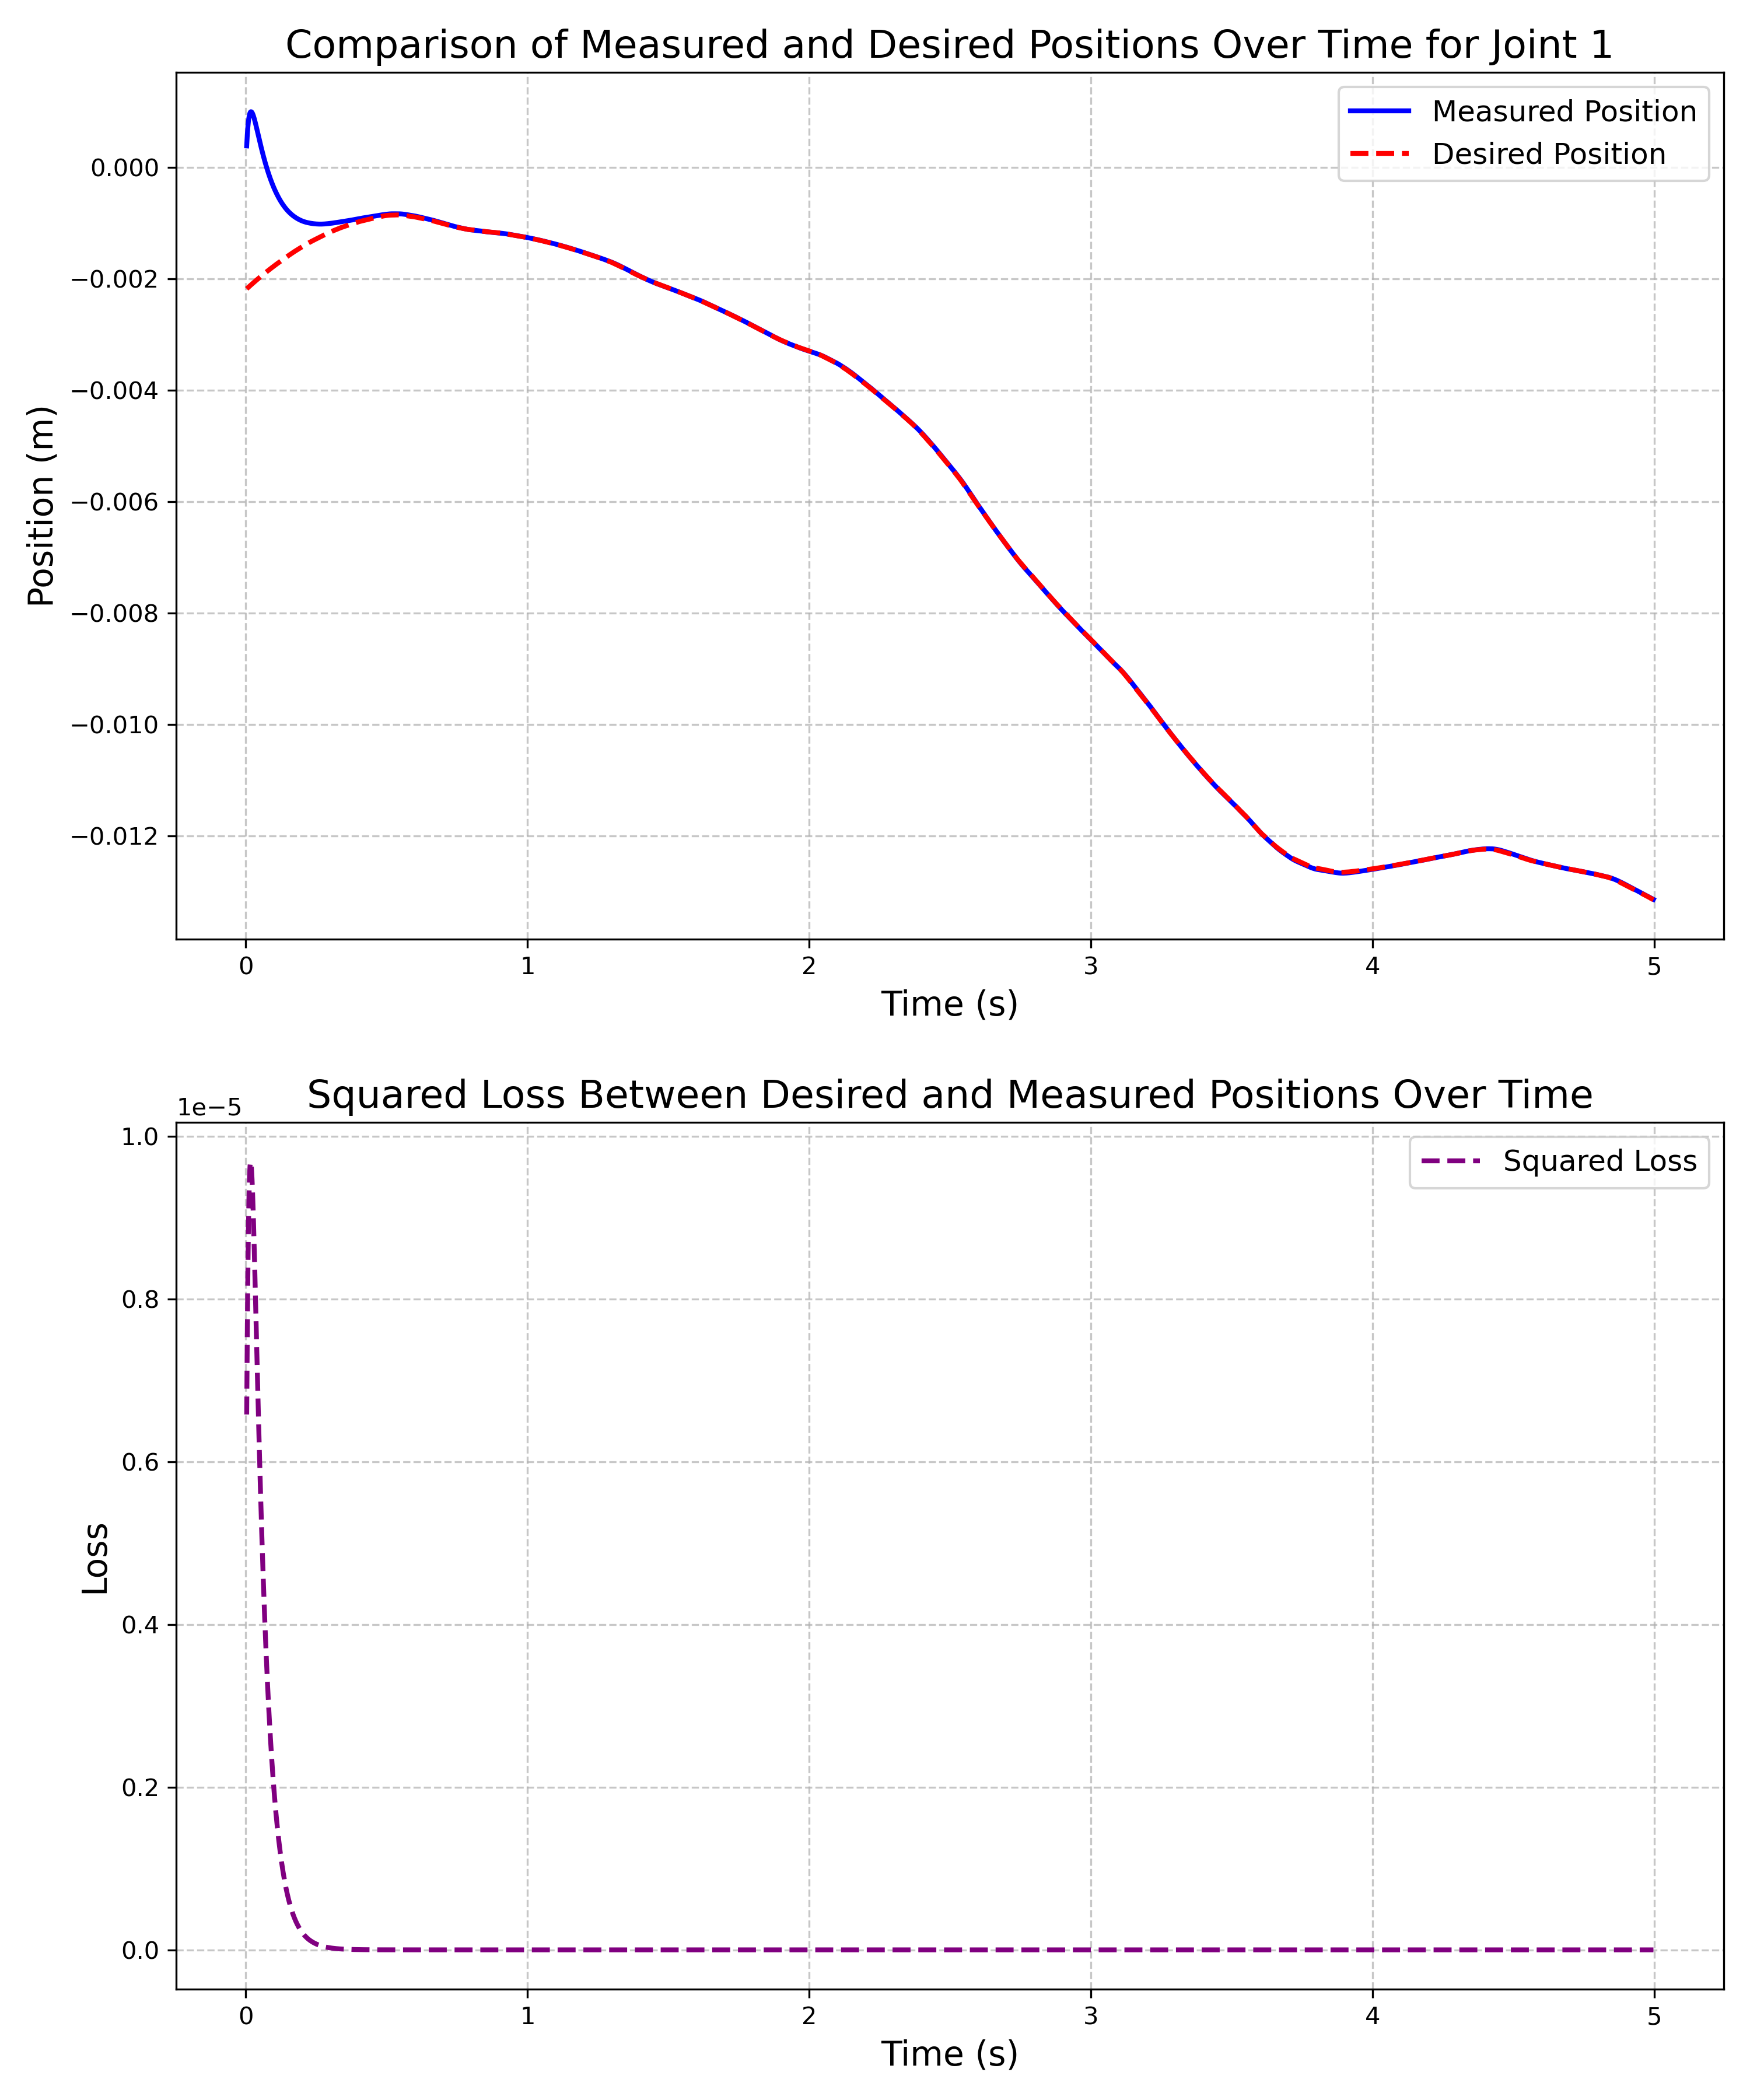 Comparison of Measured and Desired Positions Over Time for Joint 1
Measured Position
Desired Position
0.000
−0.002
−0.004
−0.006
−0.008
−0.010
−0.012
Position (m)
0 1 2 3 4 5
Time (s)
Squared Loss Between Desired and Measured Positions Over Time
1e−5
Squared Loss
1.0
0.8
0.6
0.4
0.2
0.0
Loss
0 1 2 3 4 5
Time (s)